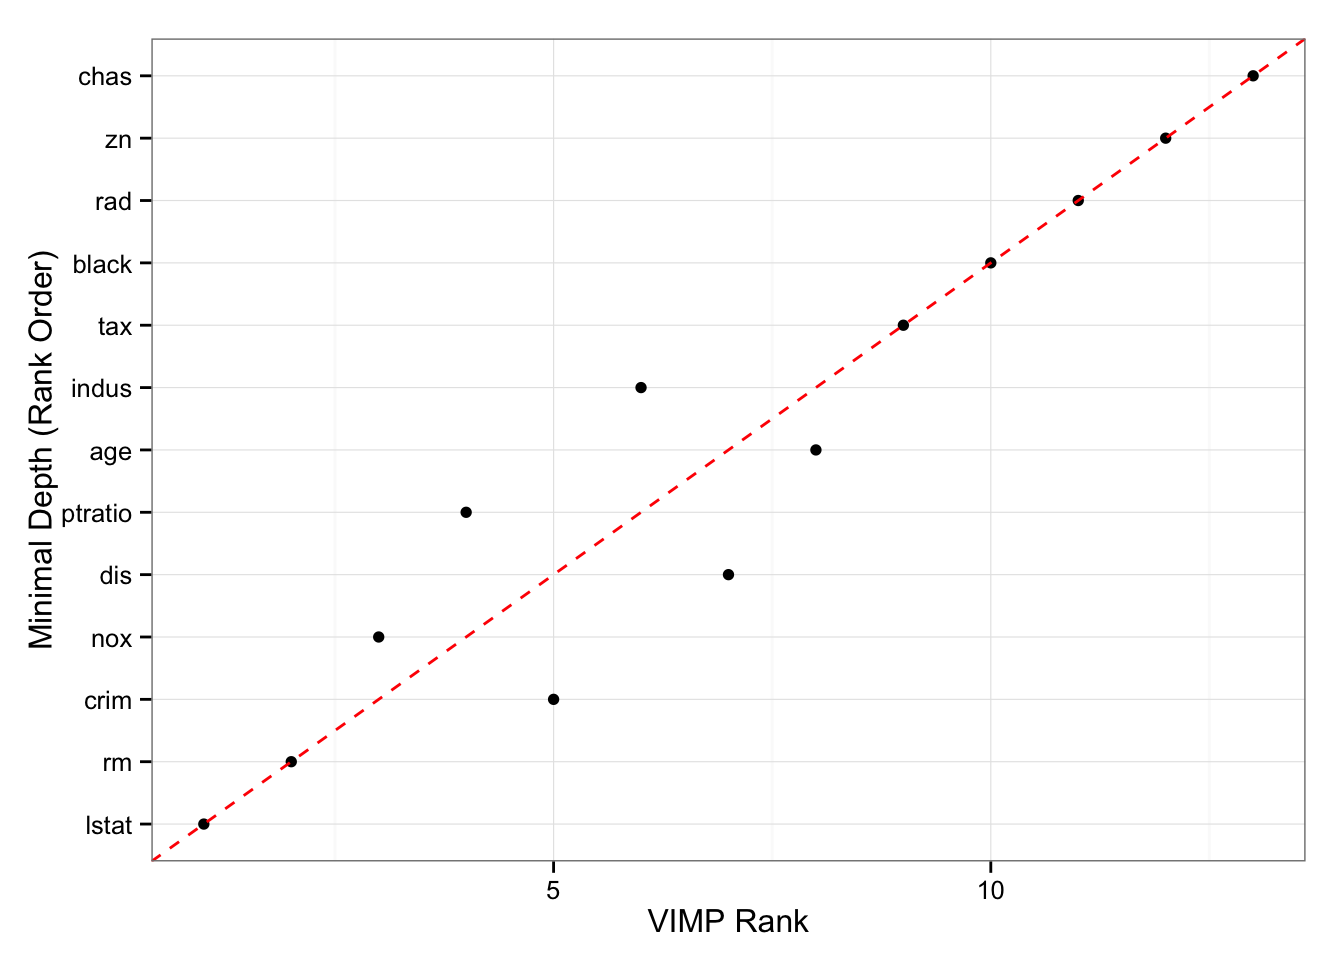 chas
zn
rad
black
tax
indus
age
ptratio
dis
nox
crim
rm
lstat
Minimal Depth (Rank Order)
5
10
VIMP Rank